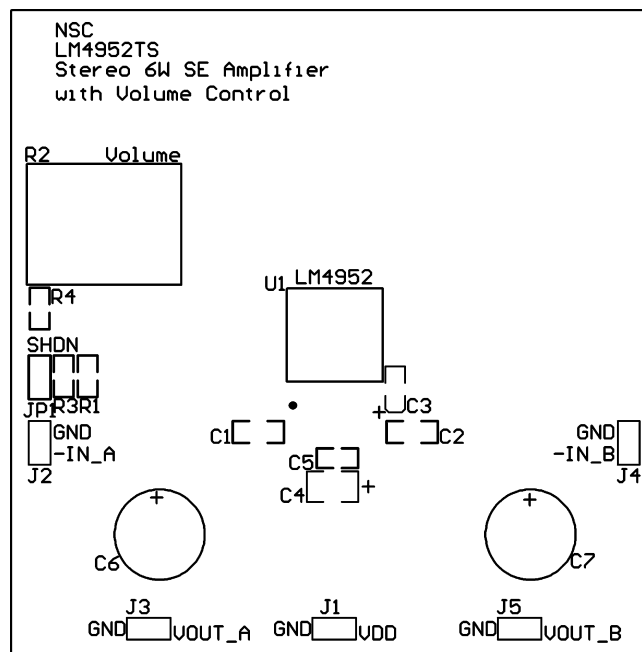 NSC
LM4952TS
Stereo 6W SE Amplifier
with Volume Control
R2 Volume
U1 LM4952
R4
SHDN
JP1 R3 R1
+ C3
GND
-IN_A
J2
C1
C2
GND
-IN_B
J4
C5
C4 +
+
C6
+
C7
J3
GND VOUT_A
J1
GND VDD
J5
GND VOUT_B